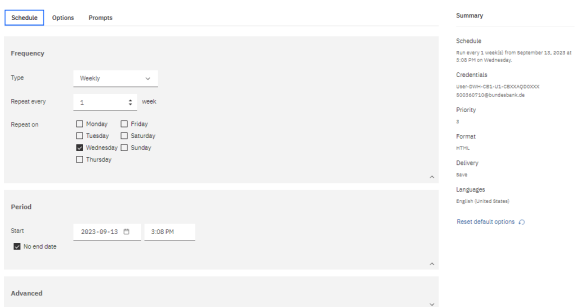 Schedule Options Prompts
Frequency
Type Weekly
Repeat every 1 week
Repeat on Monday Friday
Tuesday Saturday
Wednesday Sunday
Thursday
Period
Start 2023-09-13 3:08 PM
No end date
Advanced
Summary
Schedule
Run every 1 week(s) from September 13, 2023 at
3:08 PM on Wednesday.
Credentials
Priority
3
Format
HTML
Delivery
Save
Languages
English (United States)
Reset default options